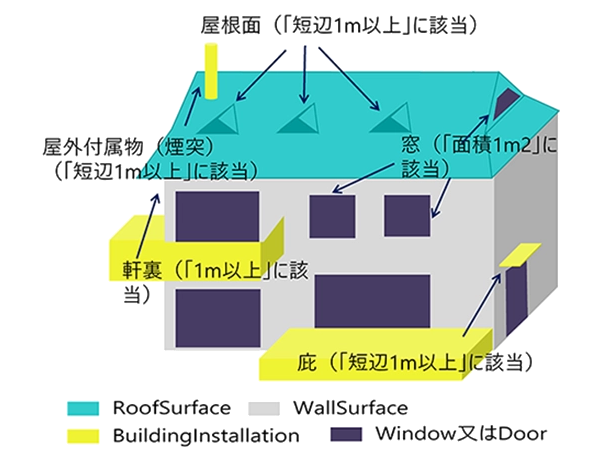 屋根面（｢短辺1m以上｣に該当）
屋外付属物（煙突）
（｢短辺1m以上｣に該当）
窓（｢面積1m2｣に
該当）
軒裏（｢1m以上｣に該
当）
庇（｢短辺1m以上｣に該当）
RoofSurface
WallSurface
BuildingInstallation
Window又はDoor